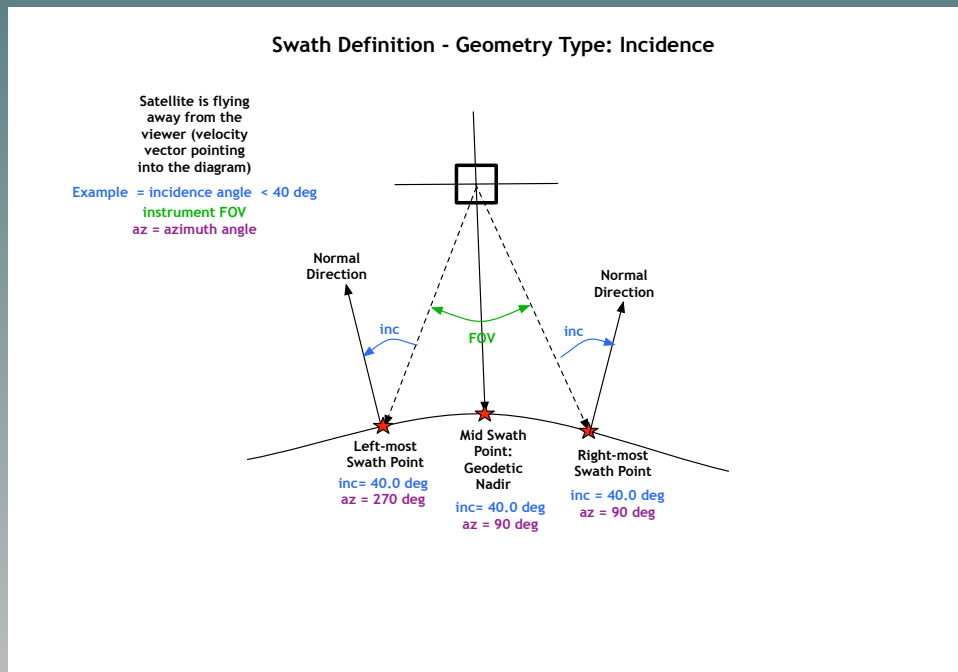 Swath Definition - Geometry Type: Incidence
Satellite is flying
away from the
viewer (velocity
vector pointing
into the diagram)
Example = incidence angle < 40 deg
instrument FOV
az = azimuth angle
Normal
Direction
Normal
Direction
inc
FOV
inc
Left-most
Swath Point
inc= 40.0 deg
az = 270 deg
Mid Swath
Point:
Geodetic
Nadir
inc= 40.0 deg
az = 90 deg
Right-most
Swath Point
inc = 40.0 deg
az = 90 deg